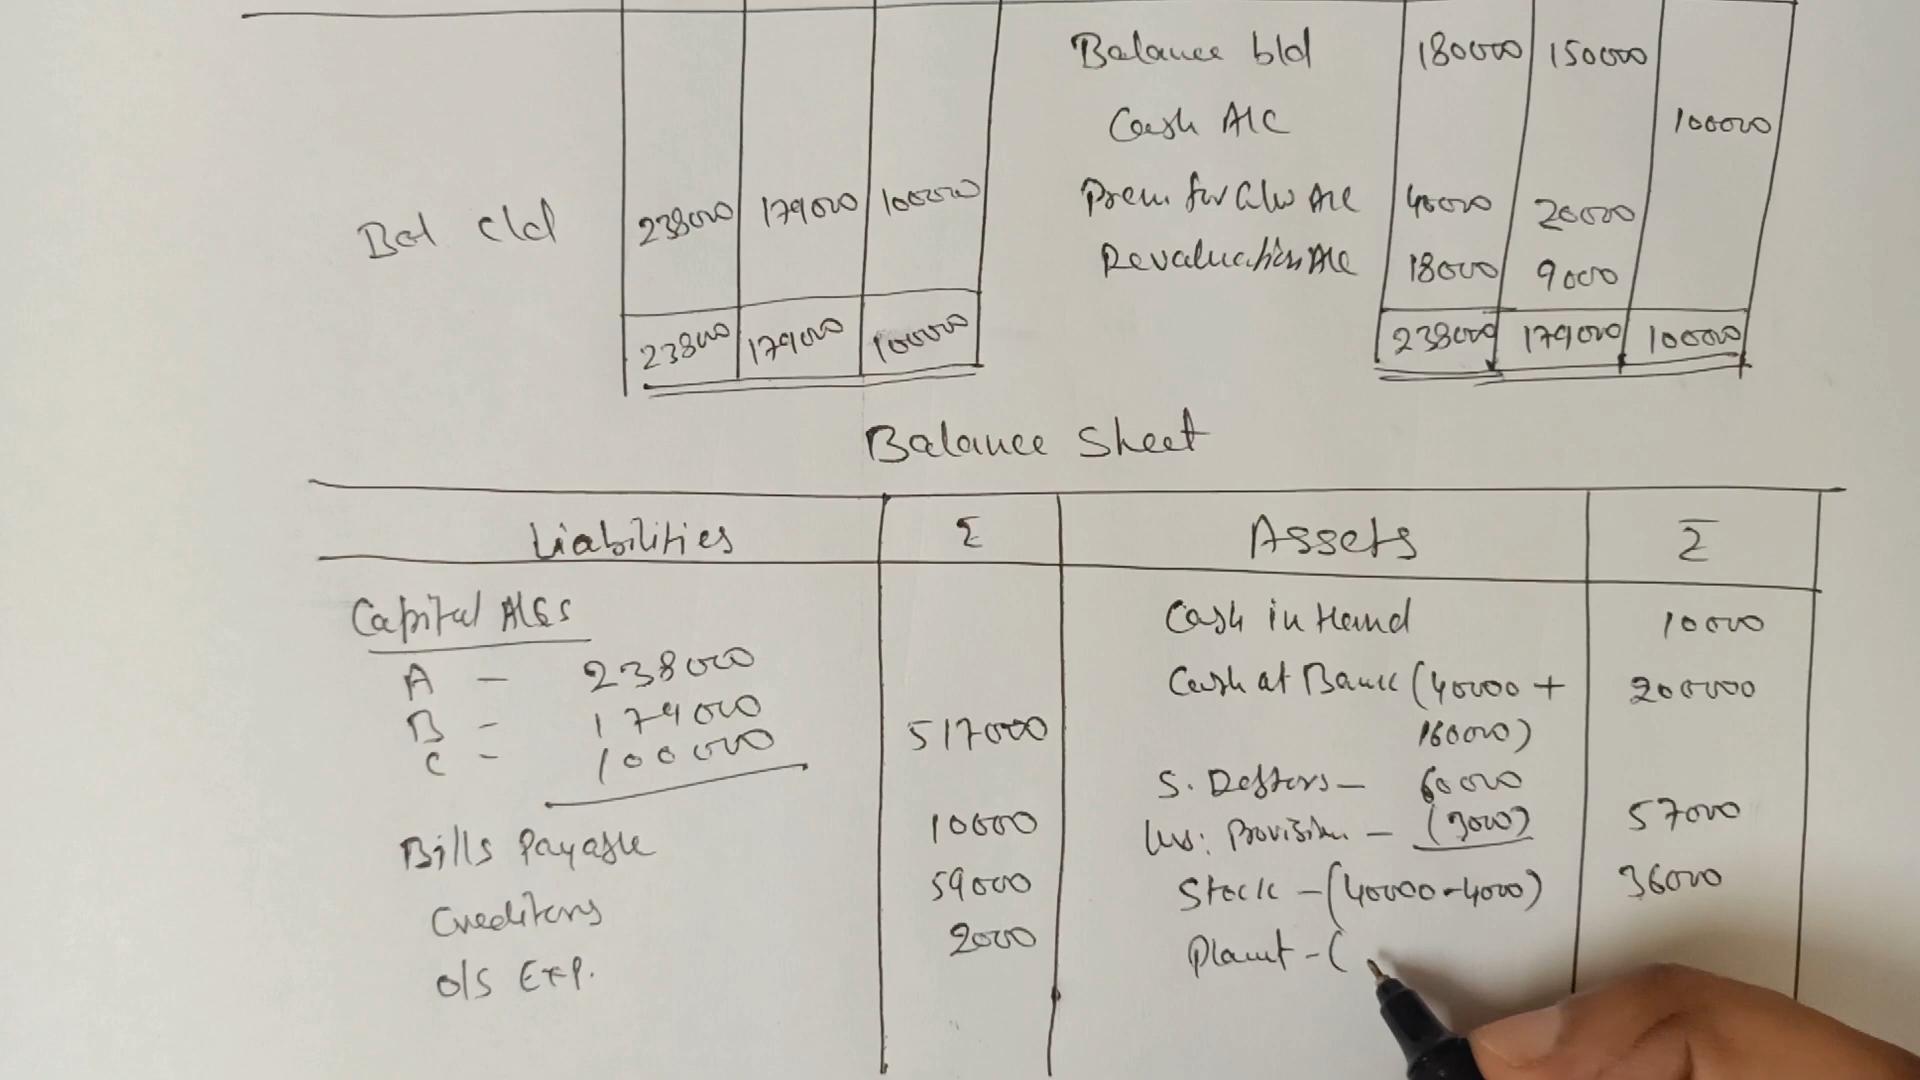 Balance b/d 180000 150000
Cash A/C 100000
Bal c/d 238000 179000 100000 Prem. for G/w A/c 40000 20000
Revaluation A/c 18000 9000
238000 179000 100000 238000 179000 100000
Balance Sheet
Liabilities Σ Assets Σ
Capital A/Cs Cash in Hand 10000
A - 238000 Cash at Bank (40000 + 200000
B - 179000 517000 160000)
C - 100000 S. Debtors - 60000
Bills Payable 10000 Less: Provision - (3000) 57000
Creditors 59000 Stock - (40000-4000) 36000
O/S Exp. 2000 Plant - (